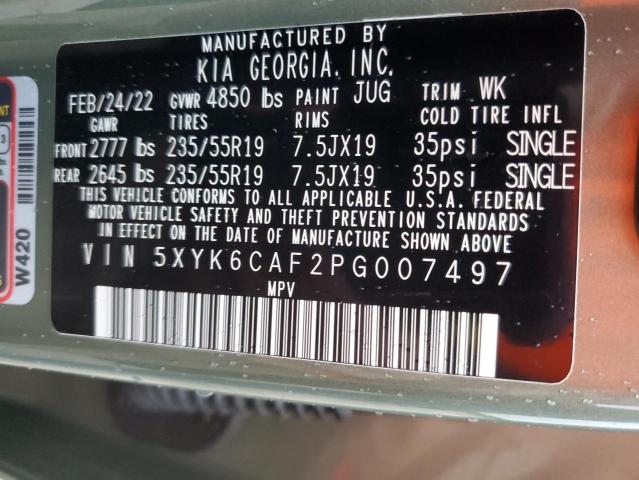 MANUFACTURED BY
KIA GEORGIA, INC.
FEB/24/22 GVWR 4850 lbs PAINT JUG TRIM WK
GAWR TIRES RIMS COLD TIRE INFL
FRONT 2777 lbs 235/55R19 7.5JX19 35psi SINGLE
REAR 2645 lbs 235/55R19 7.5JX19 35psi SINGLE
THIS VEHICLE CONFORMS TO ALL APPLICABLE U.S.A. FEDERAL
MOTOR VEHICLE SAFETY AND THEFT PREVENTION STANDARDS
IN EFFECT ON THE DATE OF MANUFACTURE SHOWN ABOVE
VIN 5XYK6CAF2PG007497
MPV
W420